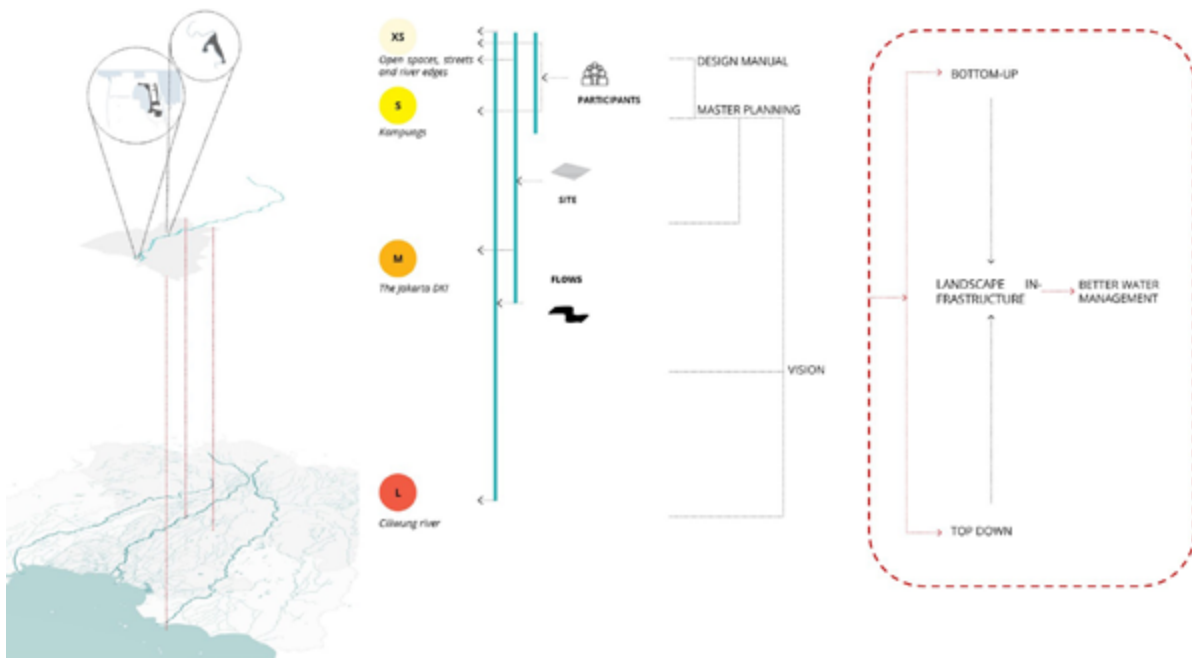 XS
Open spaces, streets
and river edges
S
Kampungs
M
The Jakarta DKI
L
Ciliwung river
PARTICIPANTS
SITE
FLOWS
DESIGN MANUAL
MASTER PLANNING
VISION
BOTTOM-UP
LANDSCAPE IN-
FRASTRUCTURE
BETTER WATER
MANAGEMENT
TOP DOWN